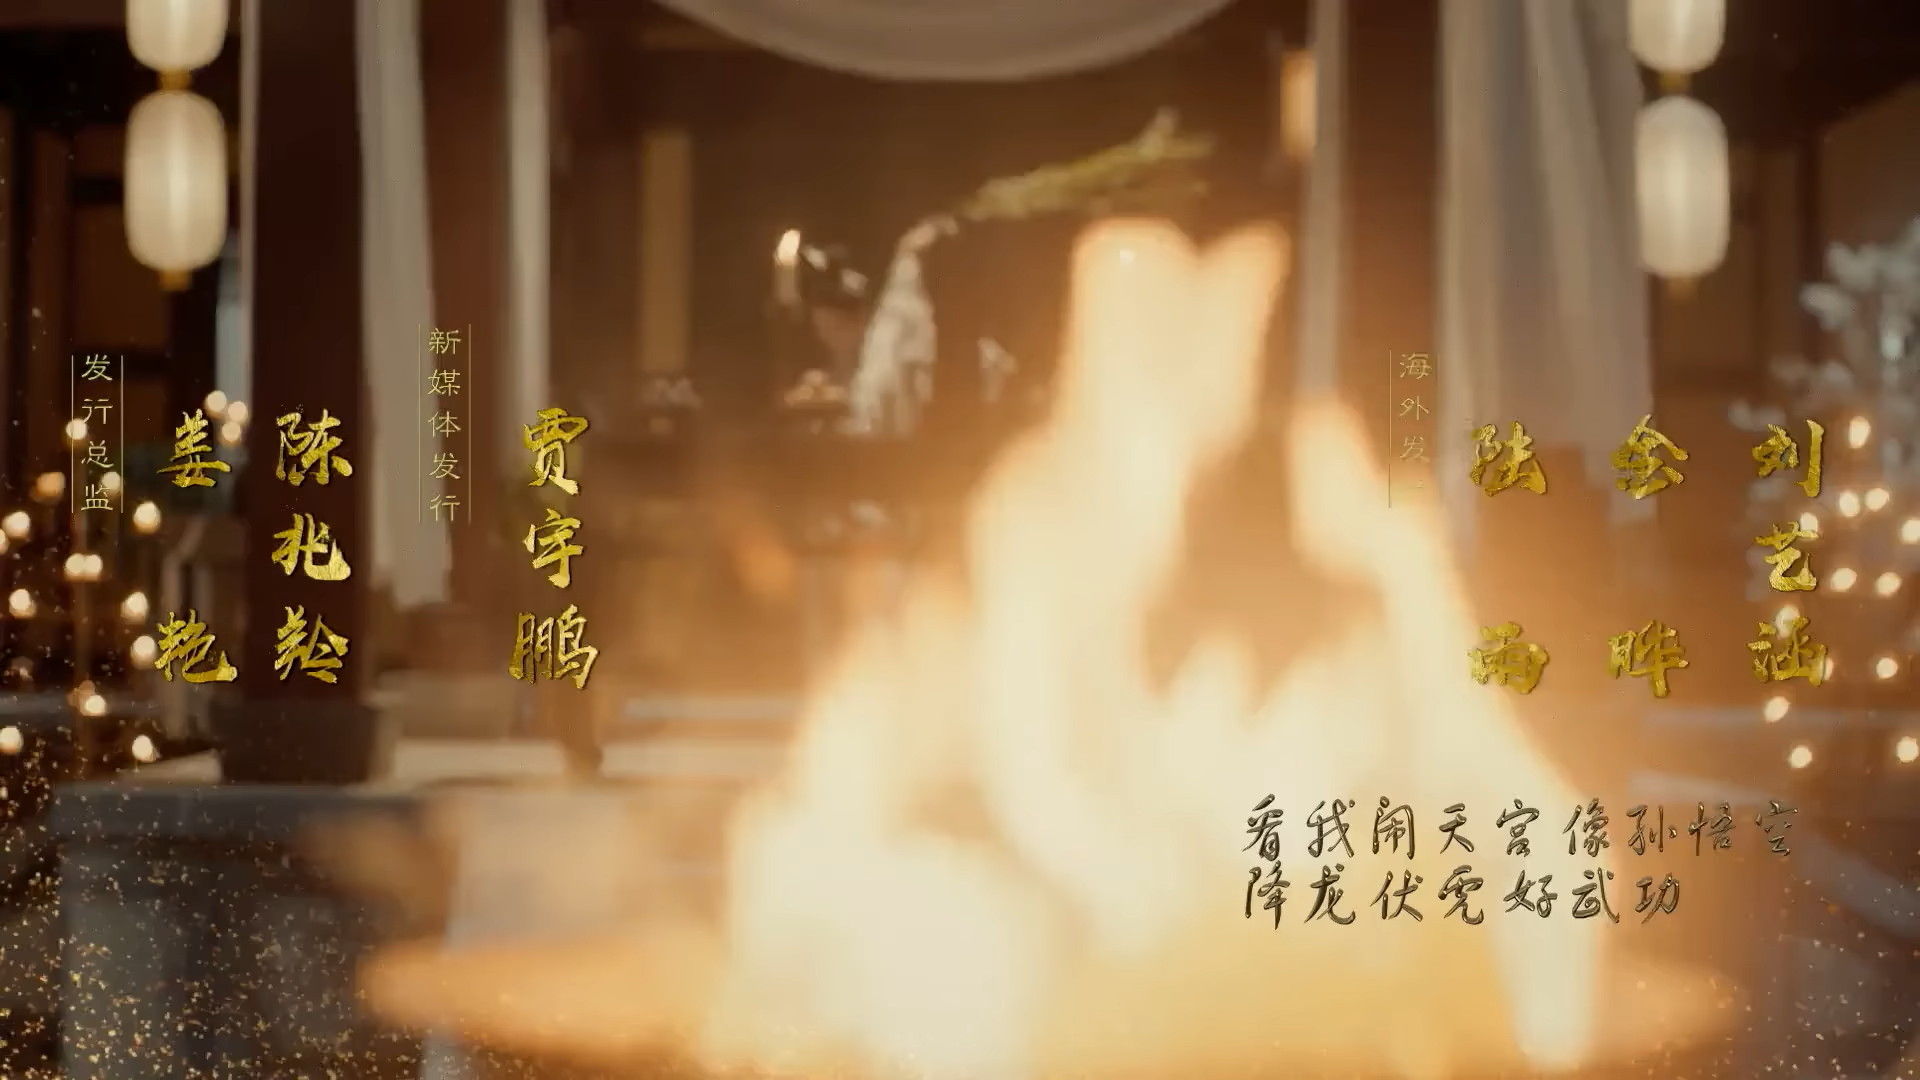 发行总监
姜艳
陈兆羚
新媒体发行
贾宇鹏
海外发
陆雨
金晔
刘艺涵
看我闹天宫像孙悟空
降龙伏虎好武功